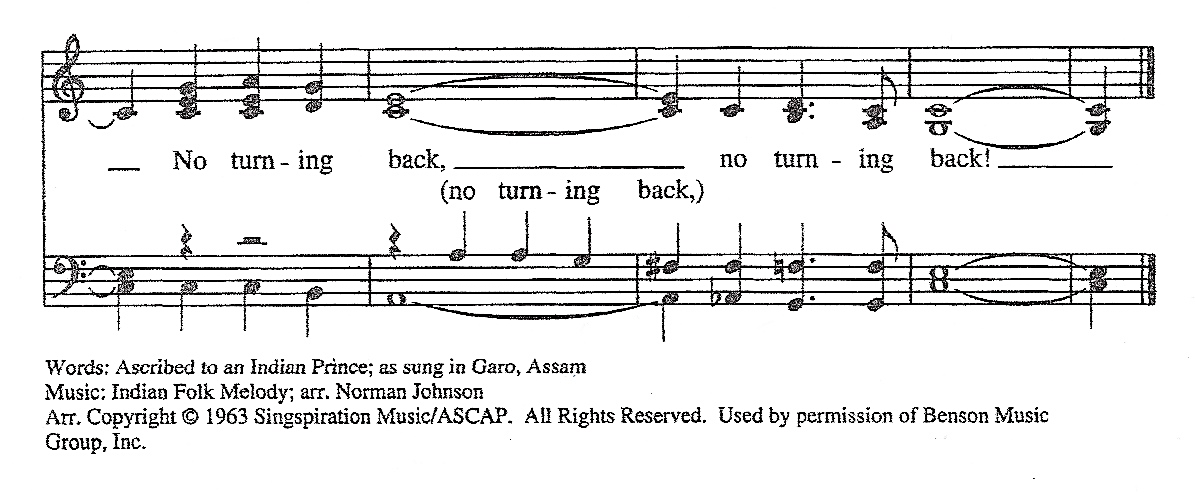 No turn - ing back, no turn - ing back!
(no turn - ing back,)
Words: Ascribed to an Indian Prince; as sung in Garo, Assam
Music: Indian Folk Melody; arr. Norman Johnson
Arr. Copyright © 1963 Singspiration Music/ASCAP. All Rights Reserved. Used by permission of Benson Music
Group, Inc.